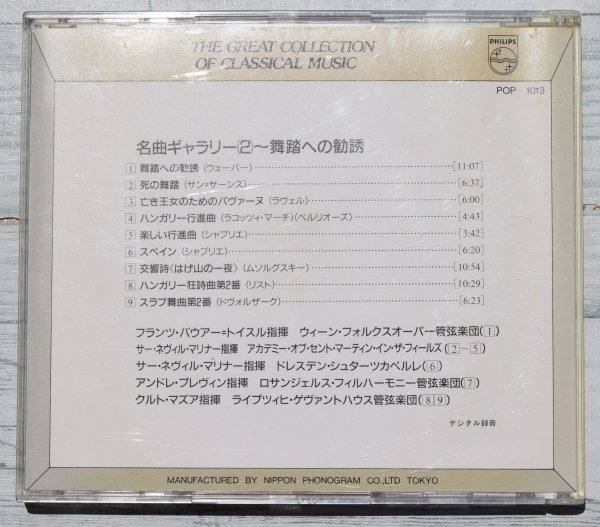 THE GREAT COLLECTION
OF CLASSICAL MUSIC
PHILIPS
POP 1013
名曲ギャラリー(2)〜舞踏への勧誘
1 舞踏への勧誘(ウェーバー)……[11:07]
2 死の舞踏(サン=サーンス)……[6:37]
3 亡き王女のためのパヴァーヌ(ラヴェル)……[6:00]
4 ハンガリー行進曲(ラコッツィ・マーチ)(ベルリオーズ)……[4:43]
5 楽しい行進曲(シャブリエ)……[3:42]
6 スペイン(シャブリエ)……[6:20]
7 交響詩《はげ山の一夜》(ムソルグスキー)……[10:54]
8 ハンガリー狂詩曲第2番(リスト)……[10:29]
9 スラブ舞曲第2番(ドヴォルザーク)……[6:23]
フランツ・バウアー=トイスル指揮 ウィーン・フォルクスオーパー管弦楽団(1)
サー・ネヴィル・マリナー指揮 アカデミー・オブ・セント・マーティン・イン・ザ・フィールズ(2-5)
サー・ネヴィル・マリナー指揮 ドレスデン・シュターツカペルレ(6)
アンドレ・プレヴィン指揮 ロサンジェルス・フィルハーモニー管弦楽団(7)
クルト・マズア指揮 ライプツィヒ・ゲヴァントハウス管弦楽団(8 9)
デジタル録音
MANUFACTURED BY NIPPON PHONOGRAM CO.,LTD TOKYO